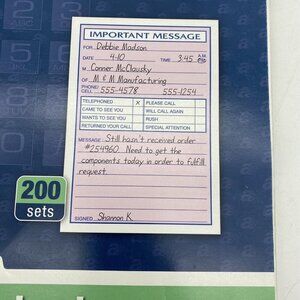 IMPORTANT MESSAGE
FOR Debbie Madson
DATE 4-10 TIME 3:45 A.M. PM
M Conner McClousky
OF M & M Manufacturing
PHONE/
CELL 555-4578 555-1254
TELEPHONED X PLEASE CALL
CAME TO SEE YOU WILL CALL AGAIN
WANTS TO SEE YOU RUSH
RETURNED YOUR CALL SPECIAL ATTENTION
MESSAGE Still hasn't received order
#254960 Need to get the
components today in order to fulfill
request.
SIGNED Shannon K.
200
sets